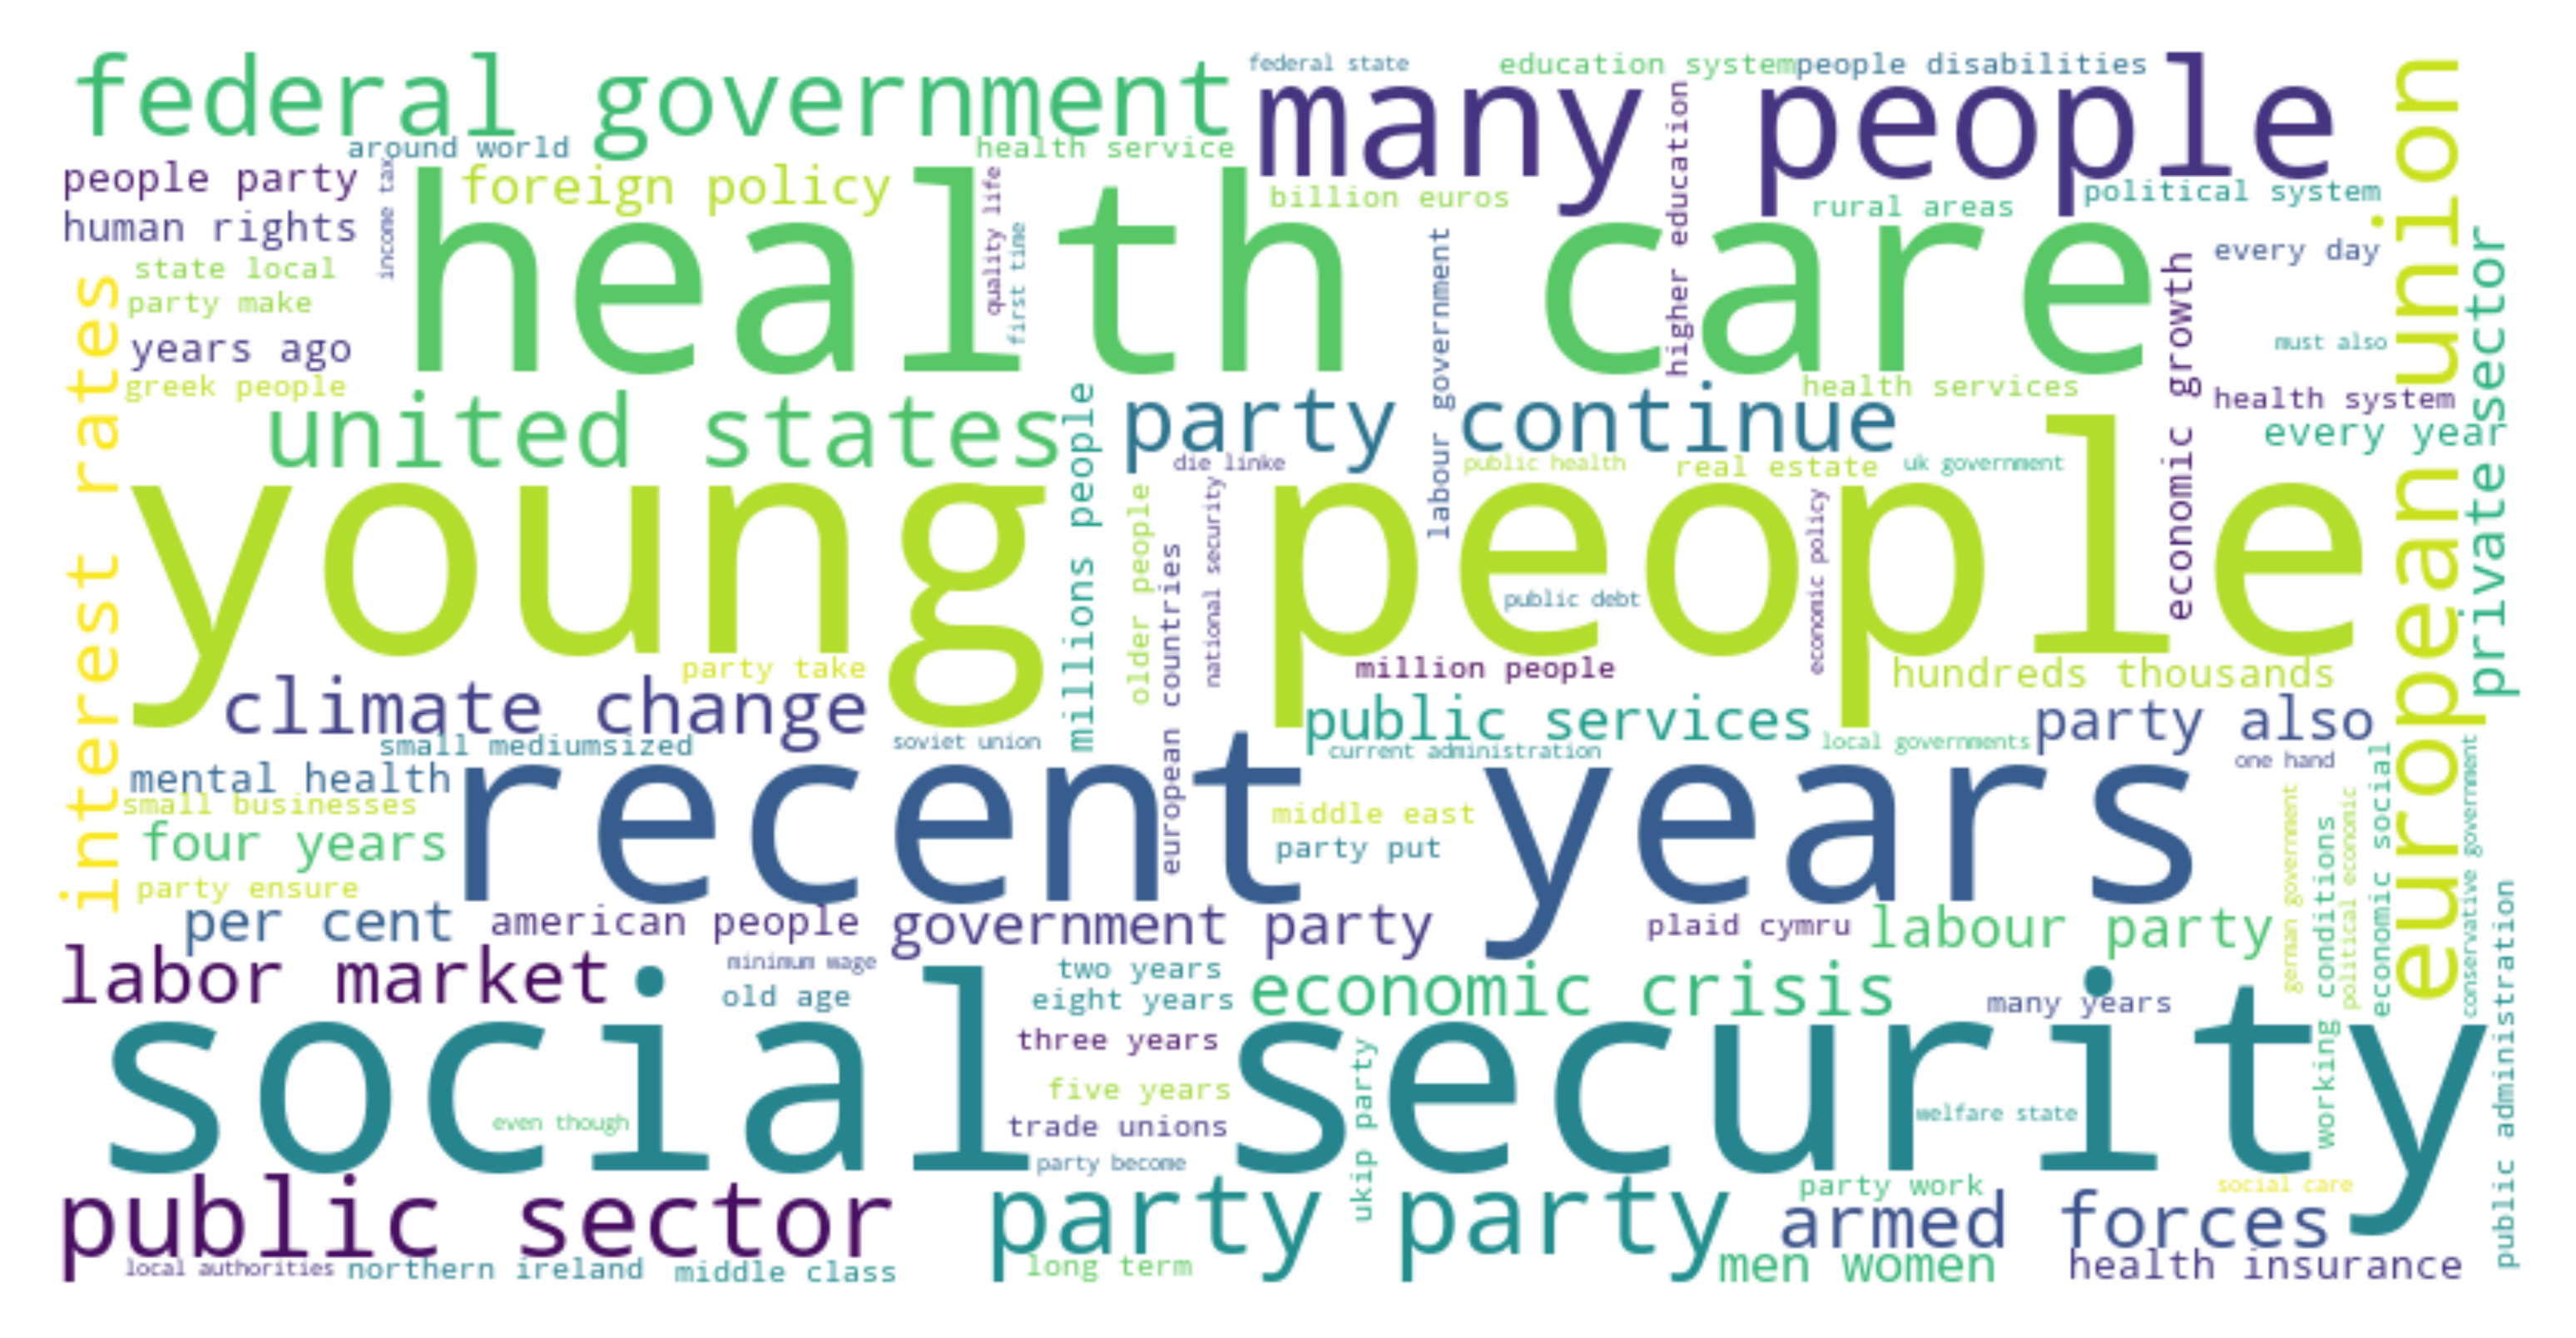 federal government
federal state
education system
people disabilities
many people
around world
health service
people party
income tax
foreign policy
quality life
billion euros
higher education
rural areas
political system
european union
human rights
health care
first time
labour government
every day
private sector
state local
party make
interest rates
economic growth
years ago
must also
greek people
health services
health system
united states
millions people
party continue
every year
die linke
public health
real estate
uk government
young people
older people
national security
economic policy
european countries
public debt
party take
million people
hundreds thousands
climate change
public services
party also
small mediumsized
soviet union
current administration
local governments
one hand
mental health
recent years
small businesses
middle east
four years
party put
german government
political economic
economic social
conservative government
working conditions
party ensure
per cent
american people
government party
plaid cymru
labour party
labor market
minimum wage
two years
economic crisis
old age
eight years
many years
public administration
social security
three years
ukip party
five years
even though
trade unions
welfare state
party become
public sector
party party
party work
social care
armed forces
local authorities
northern ireland
middle class
long term
men women
health insurance